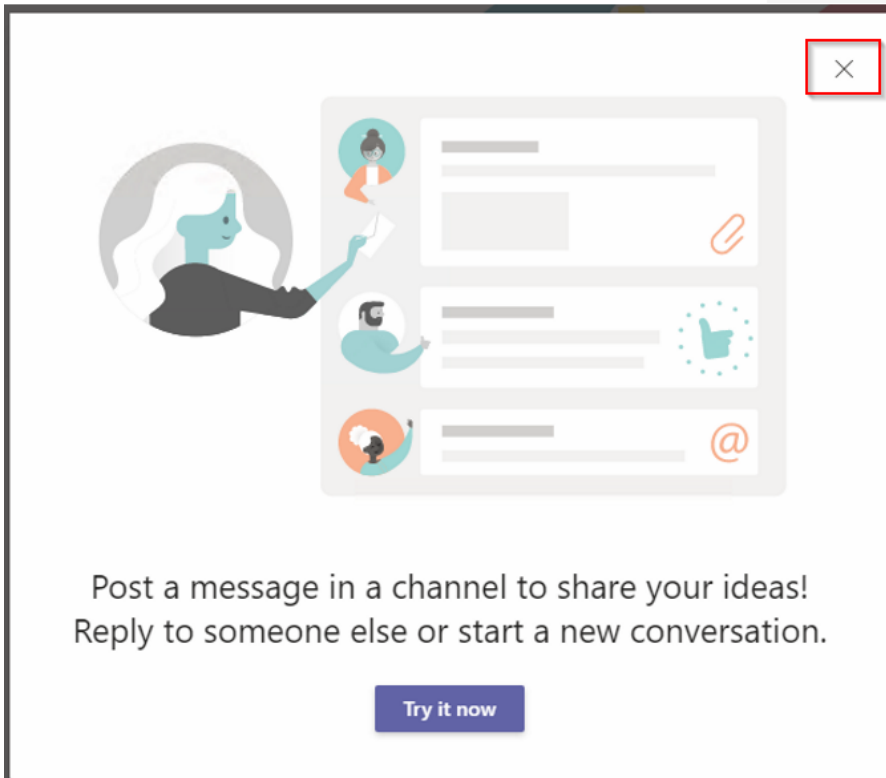 @
Post a message in a channel to share your ideas!
Reply to someone else or start a new conversation.
Try it now